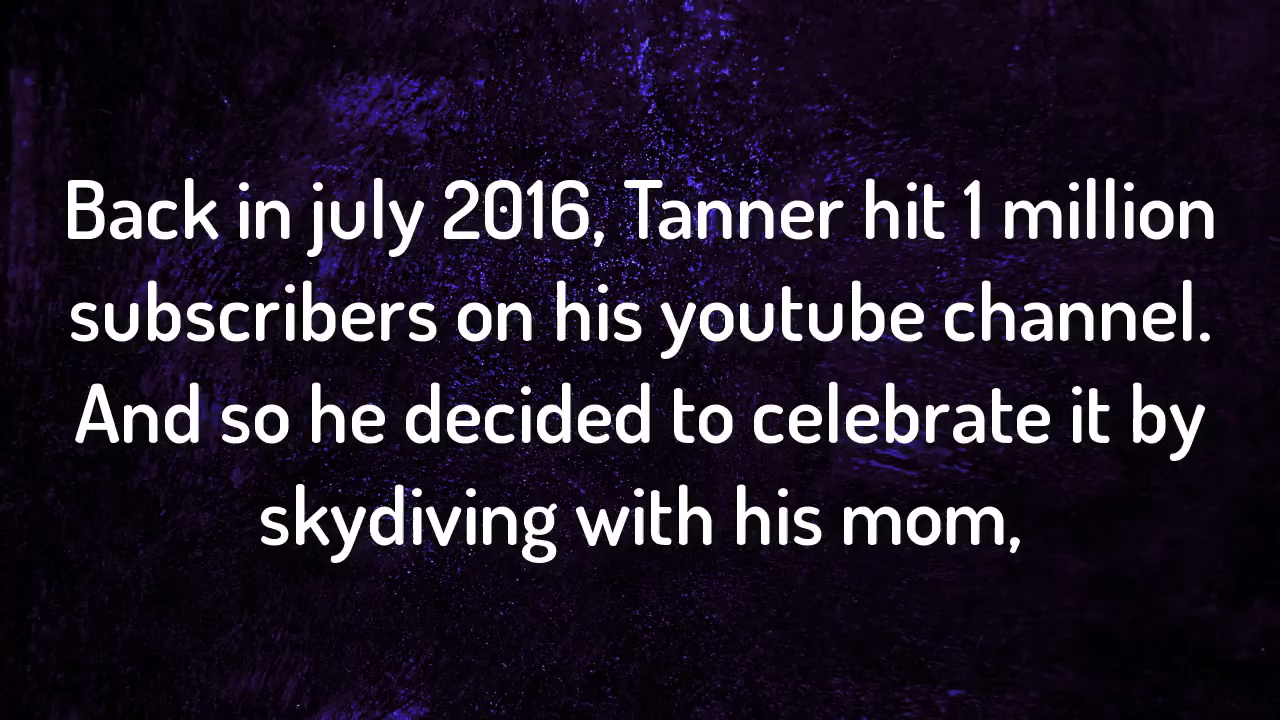 Back in july 2016, Tanner hit 1 million
subscribers on his youtube channel.
And so he decided to celebrate it by
skydiving with his mom,